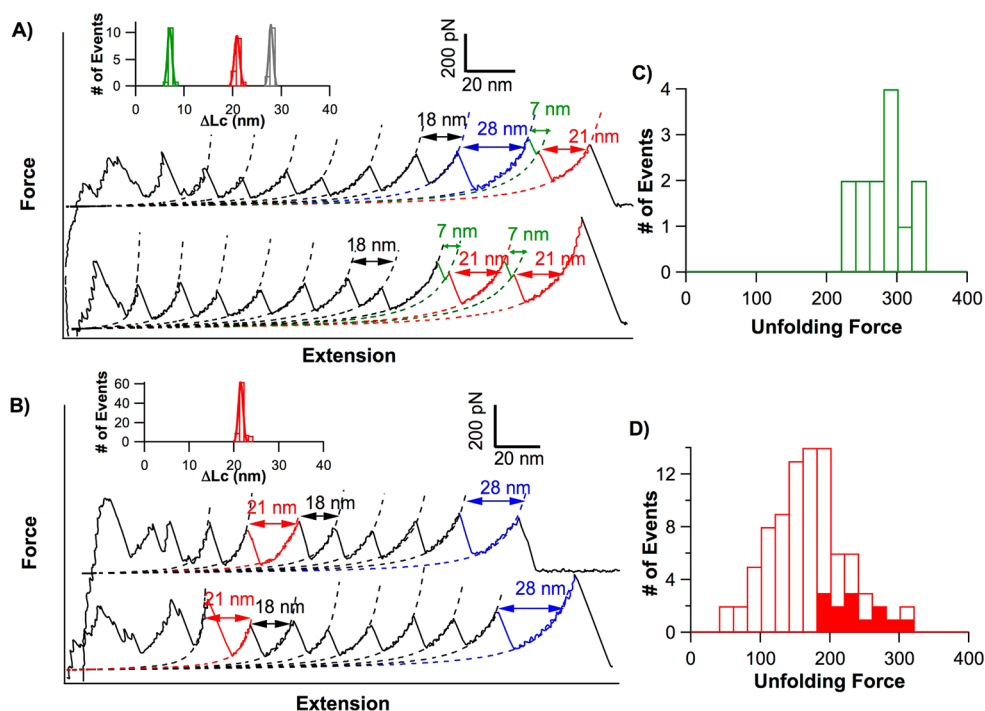 A)
# of Events
10
5
0
0 10 20 30 40
ΔLc (nm)
200 pN
20 nm
Force
18 nm
28 nm
7 nm
21 nm
18 nm
7 nm
21 nm
7 nm
21 nm
Extension
C)
# of Events
4
3
2
1
0
0 100 200 300 400
Unfolding Force
B)
# of Events
60
40
20
0
0 10 20 30 40
ΔLc (nm)
200 pN
20 nm
Force
21 nm
18 nm
28 nm
21 nm
18 nm
28 nm
Extension
D)
# of Events
12
8
4
0
0 100 200 300 400
Unfolding Force